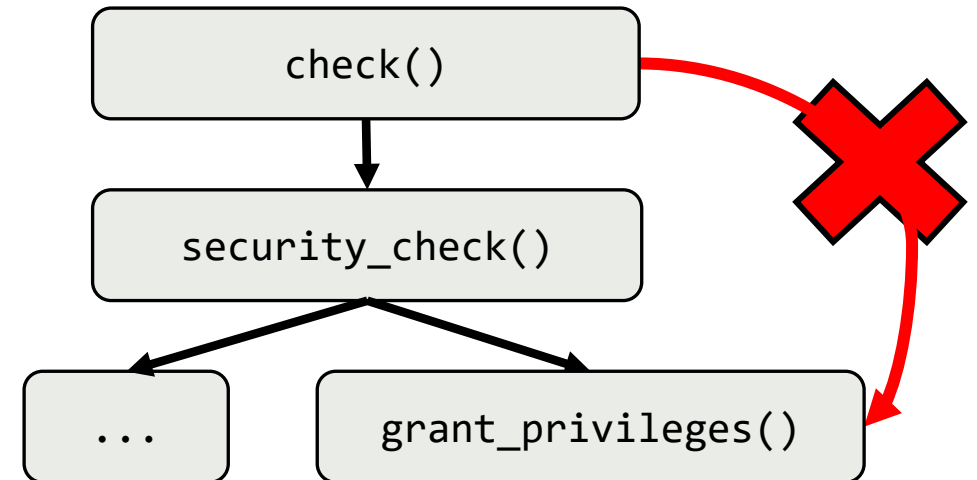 check()
security_check()
...
grant_privileges()